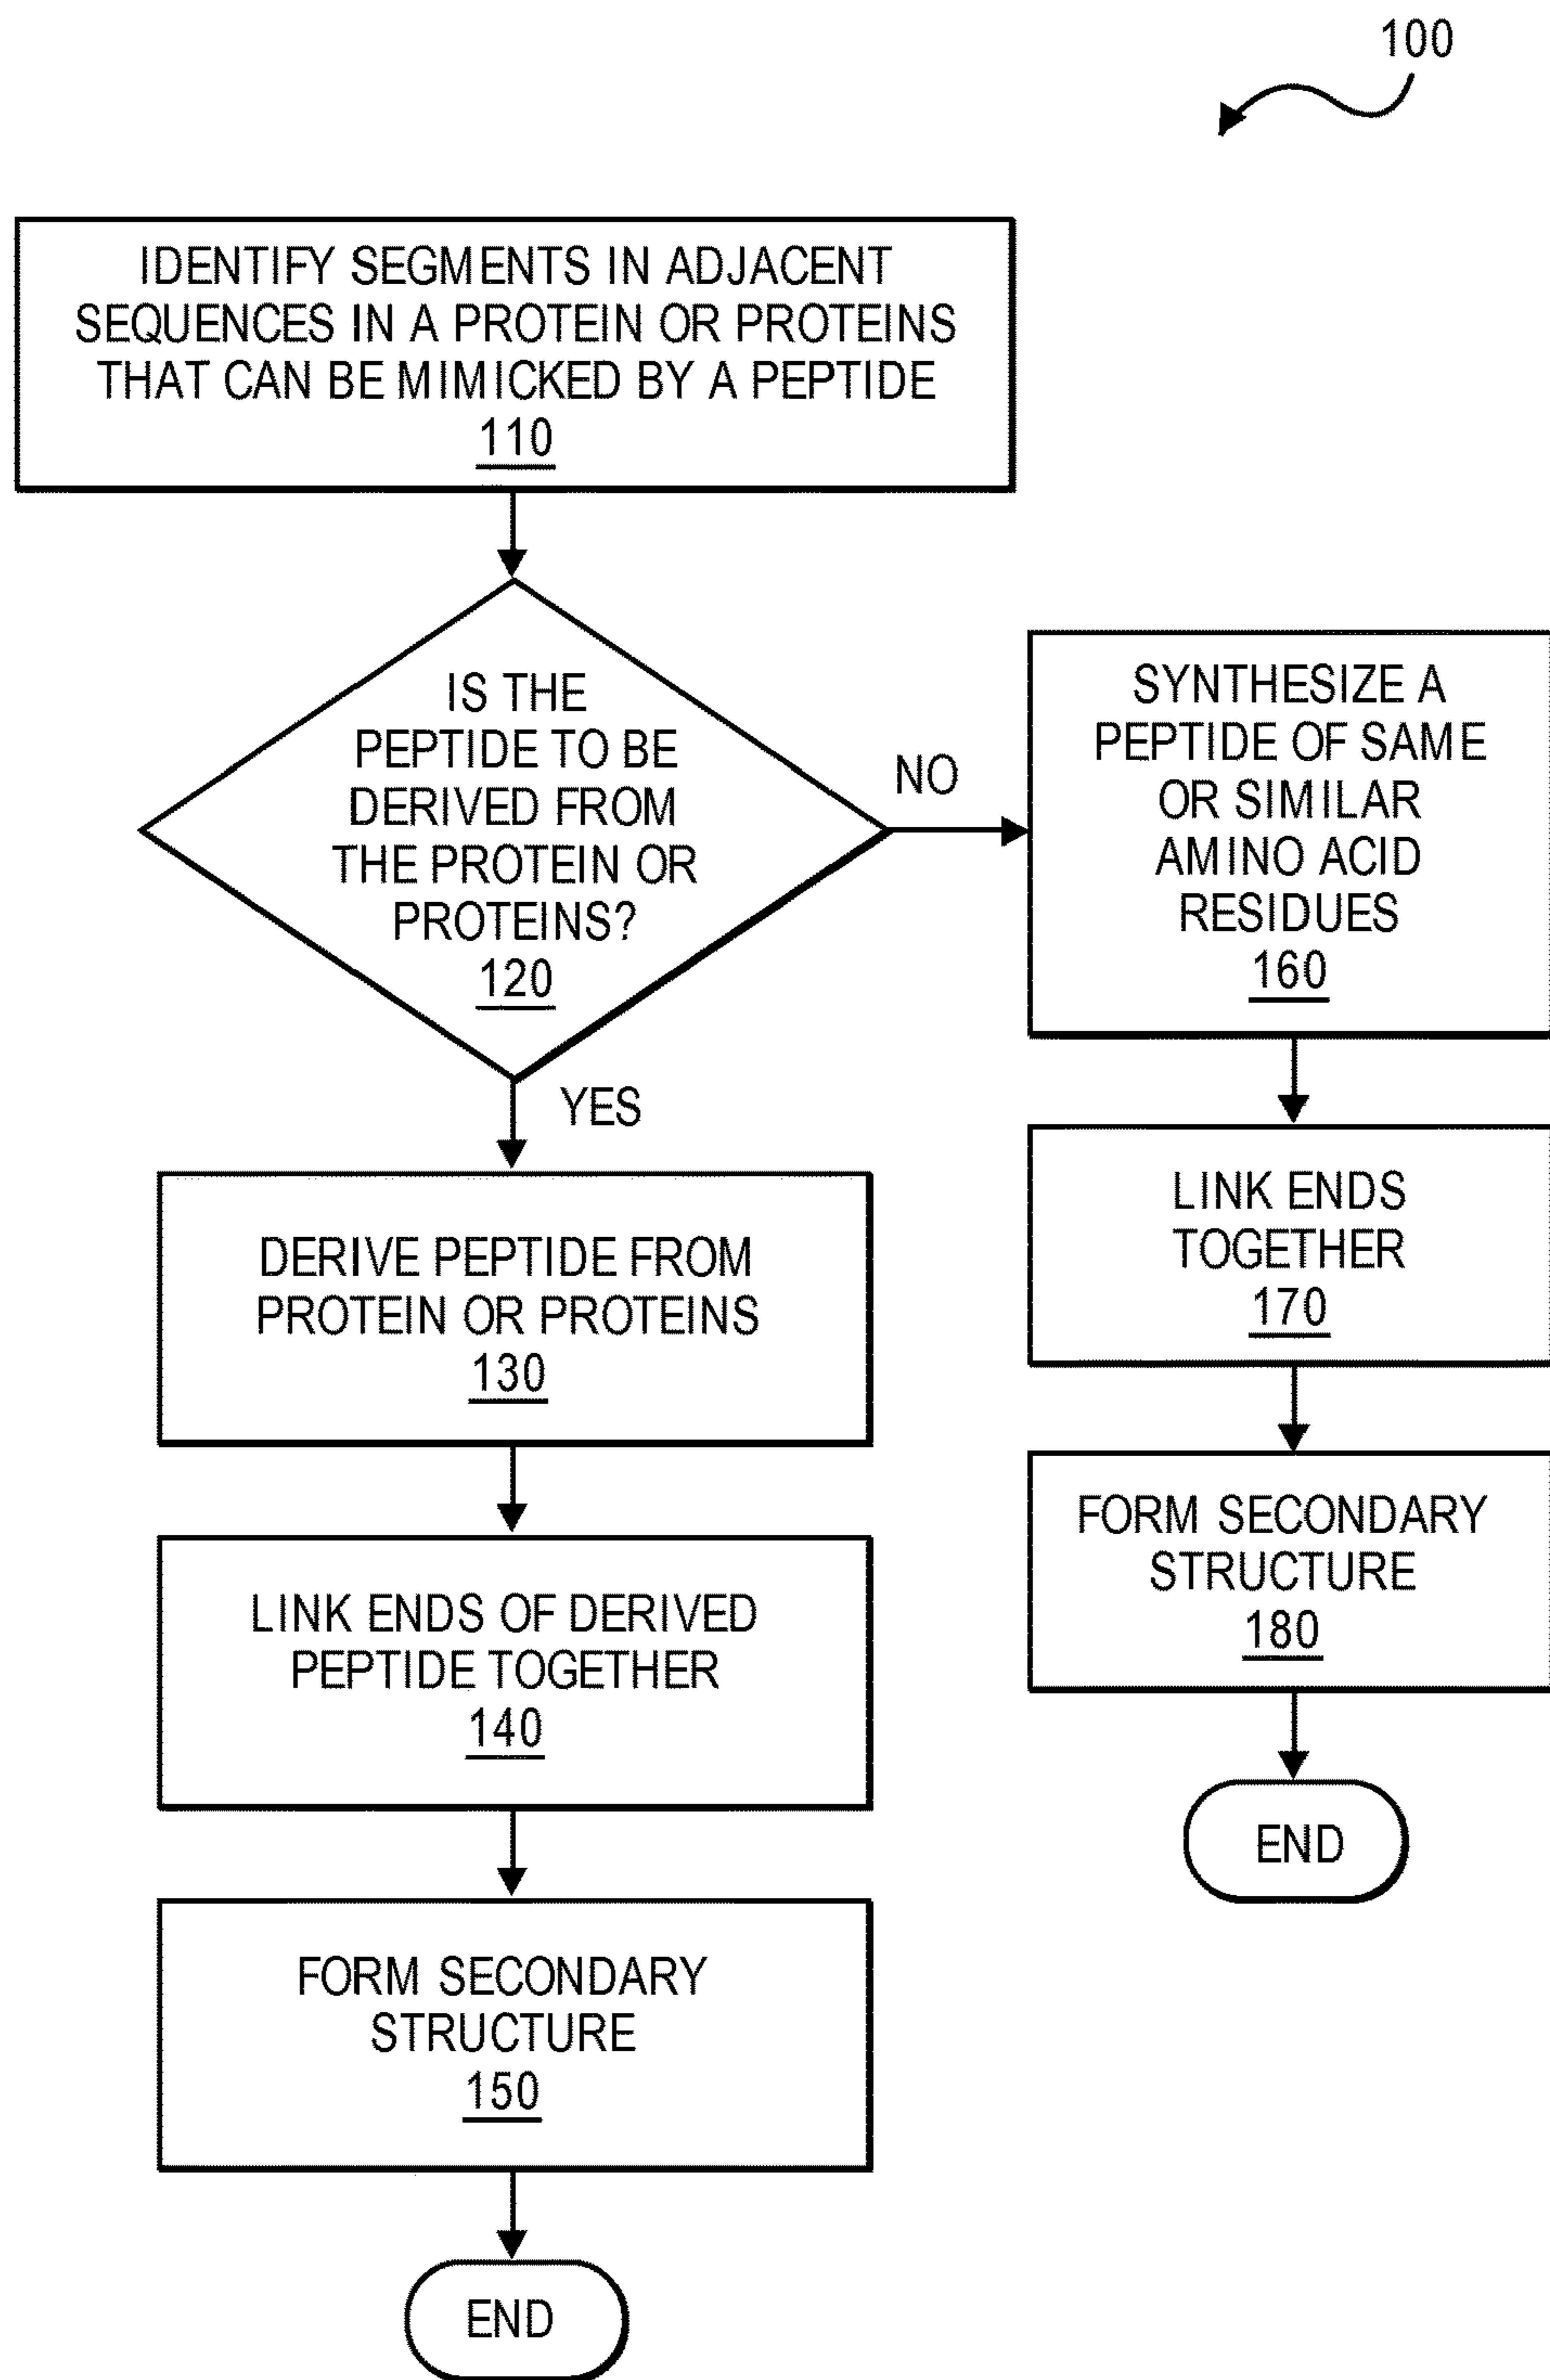 100
IDENTIFY SEGMENTS IN ADJACENT
SEQUENCES IN A PROTEIN OR PROTEINS
THAT CAN BE MIMICKED BY A PEPTIDE
110
IS THE
PEPTIDE TO BE
DERIVED FROM
THE PROTEIN OR
PROTEINS?
120
NO
YES
SYNTHESIZE A
PEPTIDE OF SAME
OR SIMILAR
AMINO ACID
RESIDUES
160
LINK ENDS
TOGETHER
170
FORM SECONDARY
STRUCTURE
180
END
DERIVE PEPTIDE FROM
PROTEIN OR PROTEINS
130
LINK ENDS OF DERIVED
PEPTIDE TOGETHER
140
FORM SECONDARY
STRUCTURE
150
END